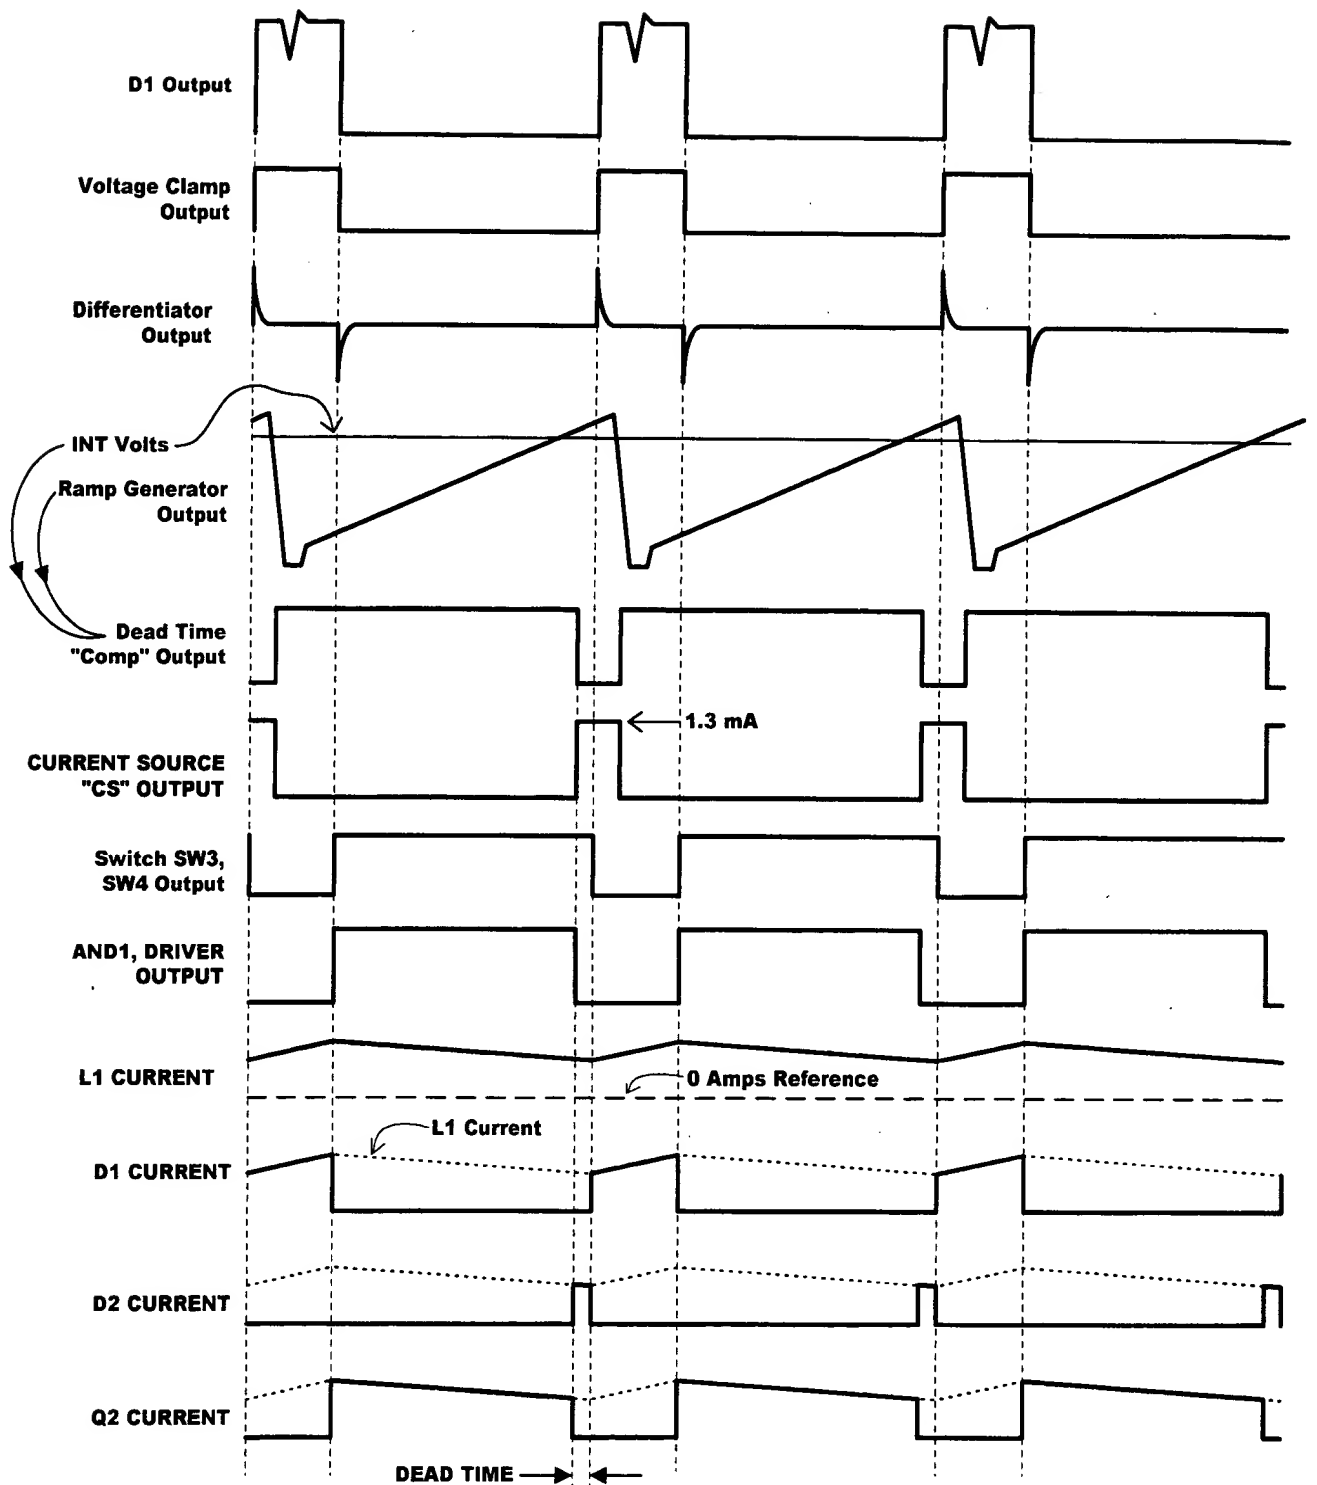 D1 Output
Voltage Clamp
Output
Differentiator
Output
INT Volts
Ramp Generator
Output
Dead Time
"Comp" Output
1.3 mA
CURRENT SOURCE
"CS" OUTPUT
Switch SW3,
SW4 Output
AND1, DRIVER
OUTPUT
L1 CURRENT
0 Amps Reference
L1 Current
D1 CURRENT
D2 CURRENT
Q2 CURRENT
DEAD TIME